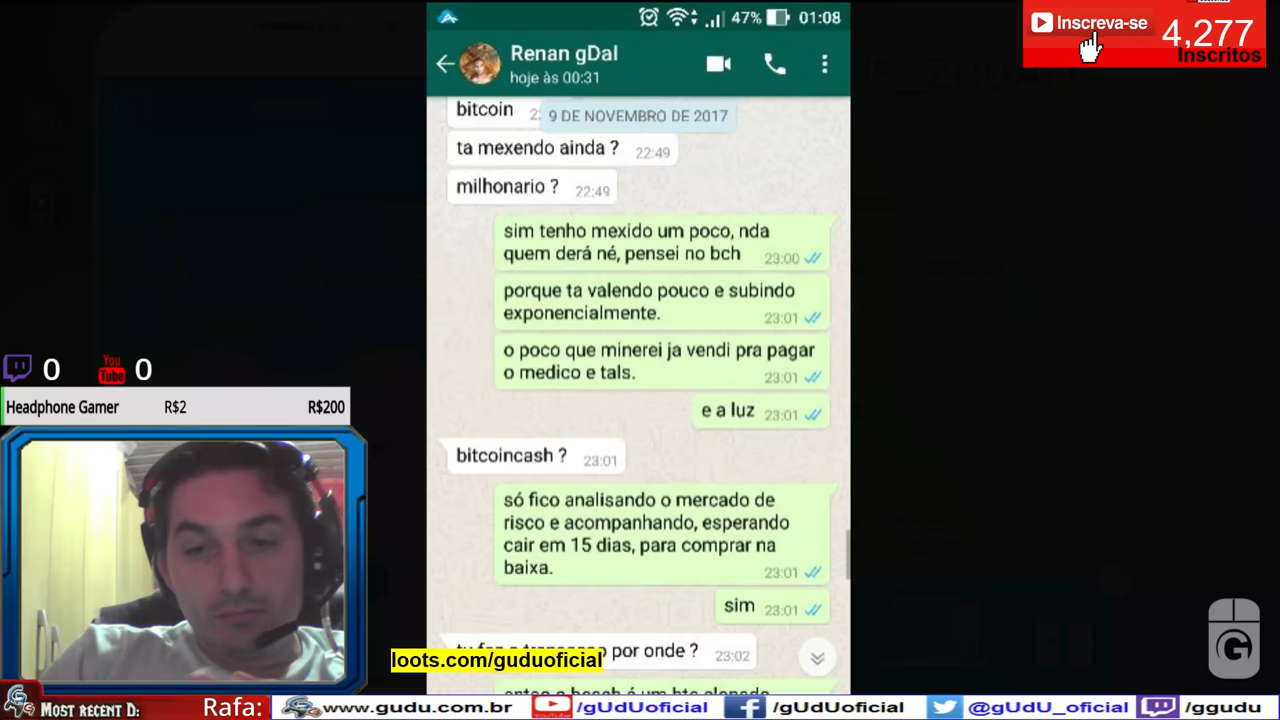 47% 01:08
Inscreva-se 4,277
Inscritos
Renan gDal
hoje às 00:31
bitcoin
9 DE NOVEMBRO DE 2017
ta mexendo ainda ? 22:49
milhonario ? 22:49
sim tenho mexido um poco, nda
quem derá né, pensei no bch 23:00
porque ta valendo pouco e subindo
exponencialmente. 23:01
o poco que minerei ja vendi pra pagar
o medico e tals. 23:01
e a luz 23:01
bitcoincash ? 23:01
só fico analisando o mercado de
risco e acompanhando, esperando
cair em 15 dias, para comprar na
baixa. 23:01
sim 23:01
por onde ? 23:02
0 You Tube 0
Headphone Gamer R$2 R$200
loots.com/guduoficial
G
MOST RECENT D: Rafa: www.gudu.com.br YouTube /gUdUoficial /gUdUoficial @gUdU_oficial /ggudu